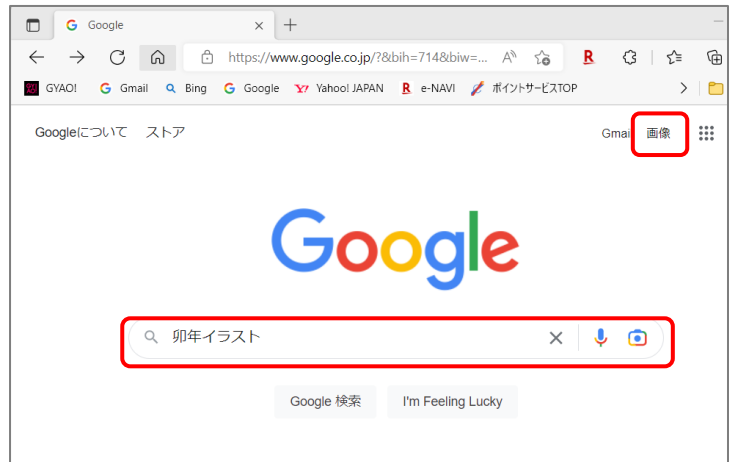 Google
https://www.google.co.jp/?&bih=714&biw=...
GYAO! Gmail Bing Google Yahoo! JAPAN e-NAVI ポイントサービスTOP
Googleについて ストア Gmai 画像
Google
卯年イラスト
Google 検索 I'm Feeling Lucky